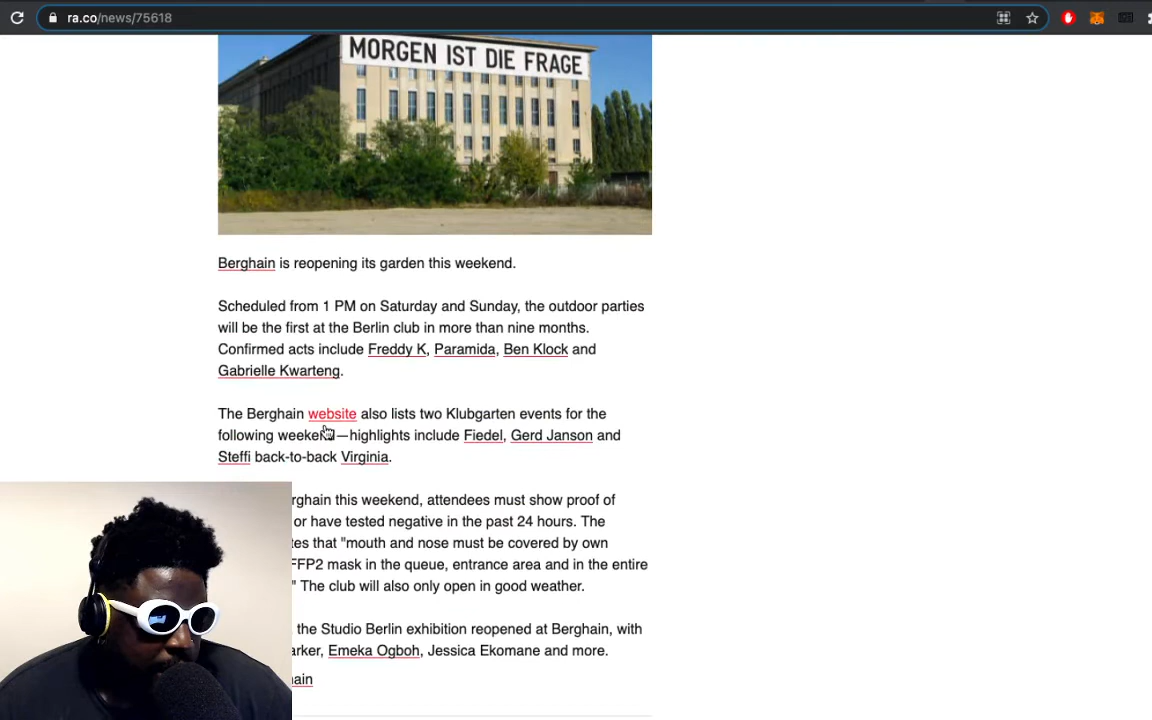 ra.co/news/75618
MORGEN IST DIE FRAGE
Berghain is reopening its garden this weekend.
Scheduled from 1 PM on Saturday and Sunday, the outdoor parties
will be the first at the Berlin club in more than nine months.
Confirmed acts include Freddy K, Paramida, Ben Klock and
Gabrielle Kwarteng.
The Berghain website also lists two Klubgarten events for the
following weekend—highlights include Fiedel, Gerd Janson and
Steffi back-to-back Virginia.
rghain this weekend, attendees must show proof of
or have tested negative in the past 24 hours. The
tes that "mouth and nose must be covered by own
FFP2 mask in the queue, entrance area and in the entire
" The club will also only open in good weather.
the Studio Berlin exhibition reopened at Berghain, with
arker, Emeka Ogboh, Jessica Ekomane and more.
ain